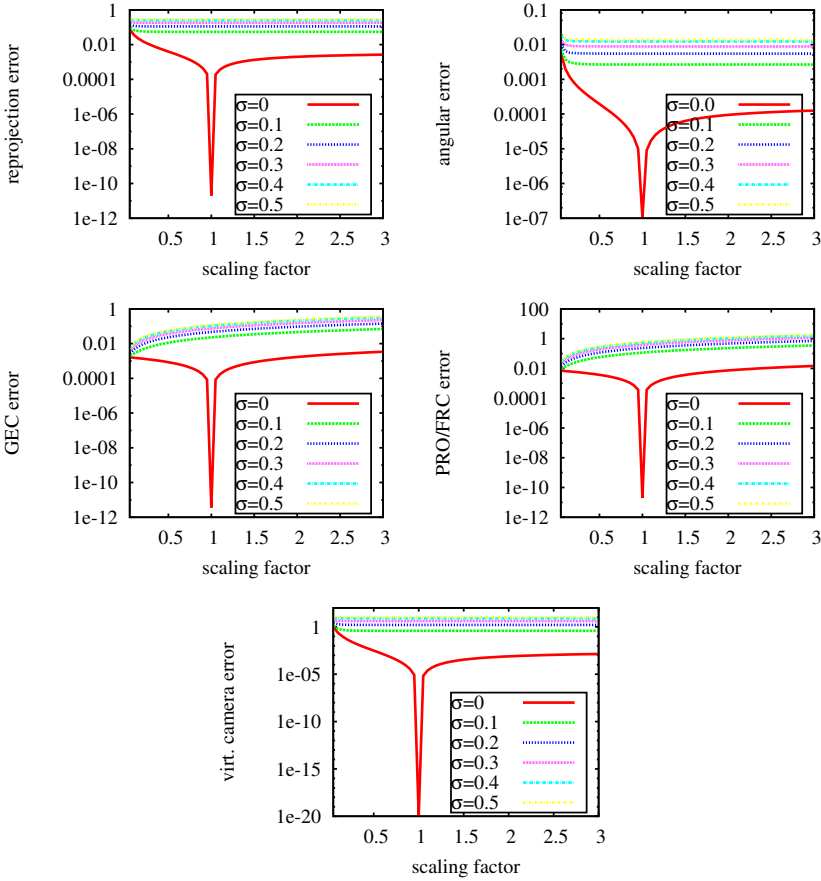 reprojection error
1
0.01
0.0001
1e-06
1e-08
1e-10
1e-12
σ=0
σ=0.1
σ=0.2
σ=0.3
σ=0.4
σ=0.5
0.5 1 1.5 2 2.5 3
scaling factor
angular error
0.1
0.01
0.001
0.0001
1e-05
1e-06
1e-07
σ=0.0
σ=0.1
σ=0.2
σ=0.3
σ=0.4
σ=0.5
0.5 1 1.5 2 2.5 3
scaling factor
GEC error
1
0.01
0.0001
1e-06
1e-08
1e-10
1e-12
σ=0
σ=0.1
σ=0.2
σ=0.3
σ=0.4
σ=0.5
0.5 1 1.5 2 2.5 3
scaling factor
PRO/FRC error
100
1
0.01
0.0001
1e-06
1e-08
1e-10
1e-12
σ=0
σ=0.1
σ=0.2
σ=0.3
σ=0.4
σ=0.5
0.5 1 1.5 2 2.5 3
scaling factor
virt. camera error
1
1e-05
1e-10
1e-15
1e-20
σ=0
σ=0.1
σ=0.2
σ=0.3
σ=0.4
σ=0.5
0.5 1 1.5 2 2.5 3
scaling factor